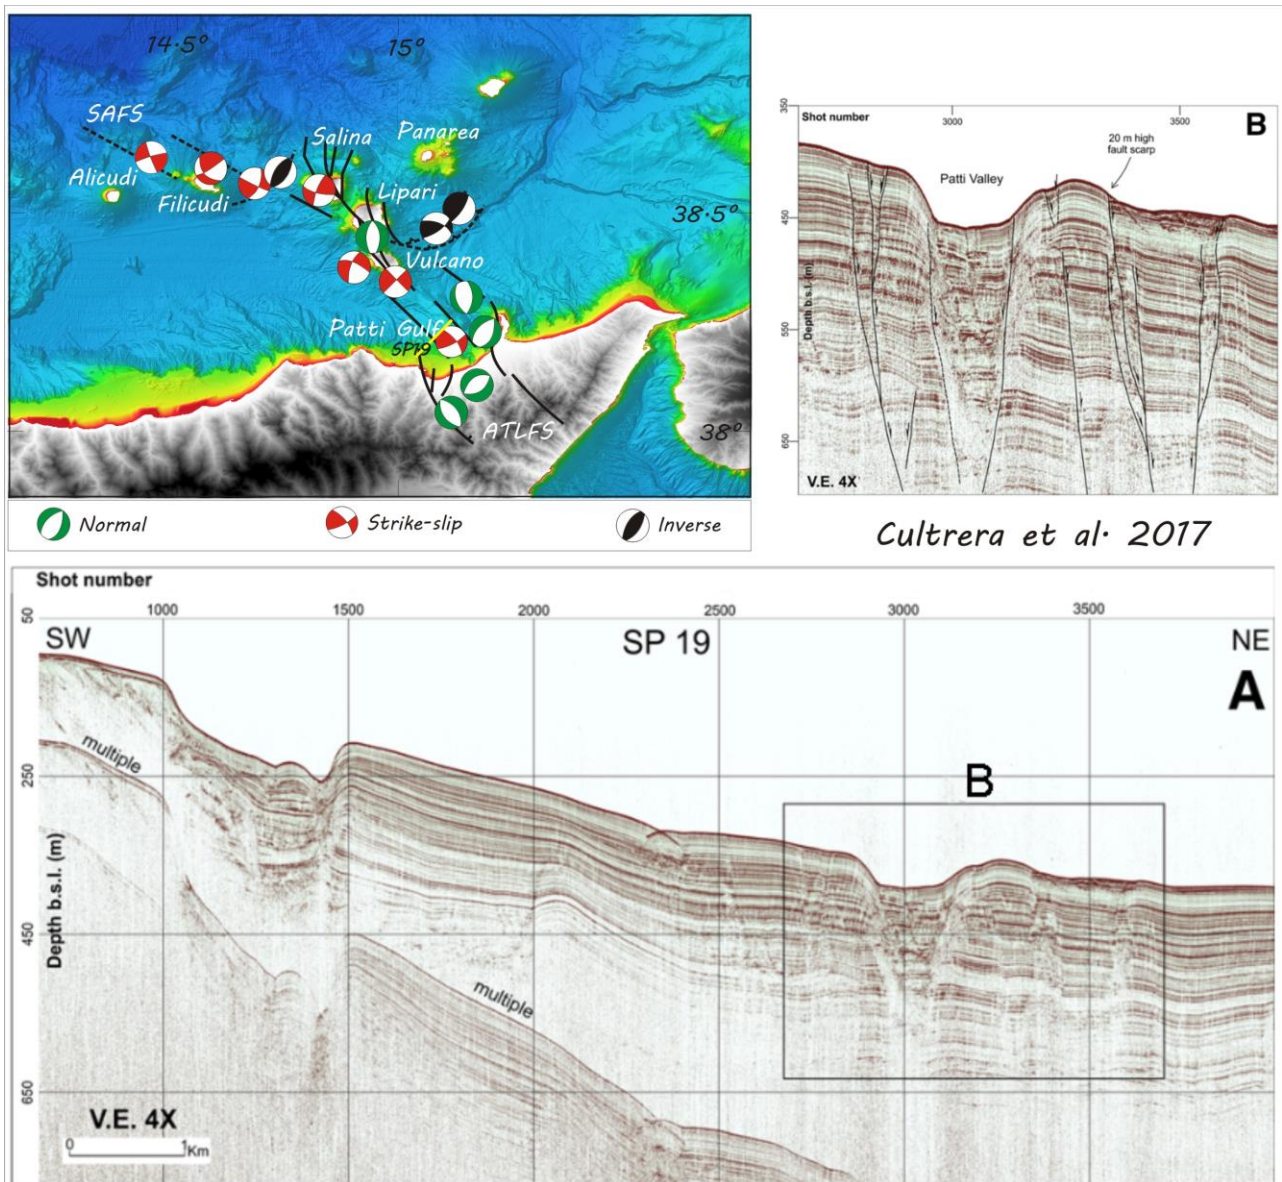 14.5°
15°
SAFS
Salina
Panarea
Alicudi
Filicudi
Lipari
38.5°
Vulcano
Patti Gulf
SP19
ATLFS
38°
Normal
Strike-slip
Inverse
350
Shot number
3000
3500
B
20 m high
fault scarp
Patti Valley
450
Depth b.s.l. (m)
550
650
V.E. 4X
Cultrera et al. 2017
Shot number
50
1000
1500
2000
2500
3000
3500
SW
SP 19
NE
A
multiple
250
B
Depth b.s.l. (m)
450
multiple
650
V.E. 4X
0
1Km